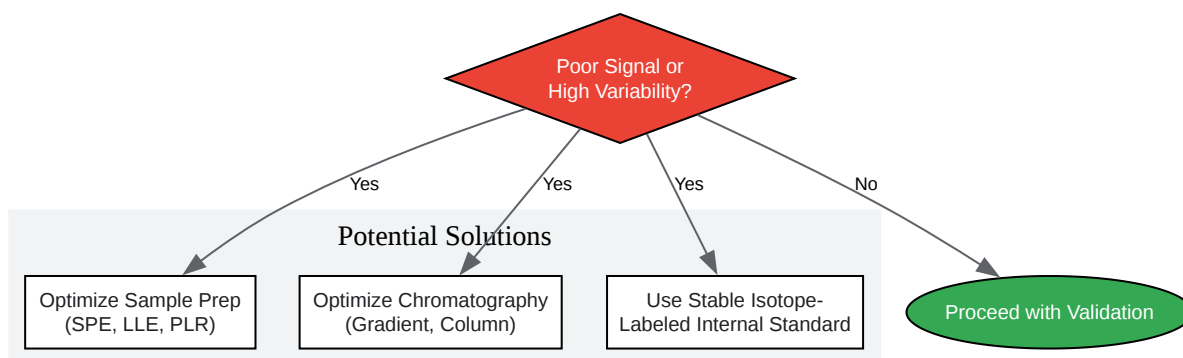 Poor Signal or
High Variability?
Yes
Yes
Yes
No
Potential Solutions
Optimize Sample Prep
(SPE, LLE, PLR)
Optimize Chromatography
(Gradient, Column)
Use Stable Isotope-
Labeled Internal Standard
Proceed with Validation